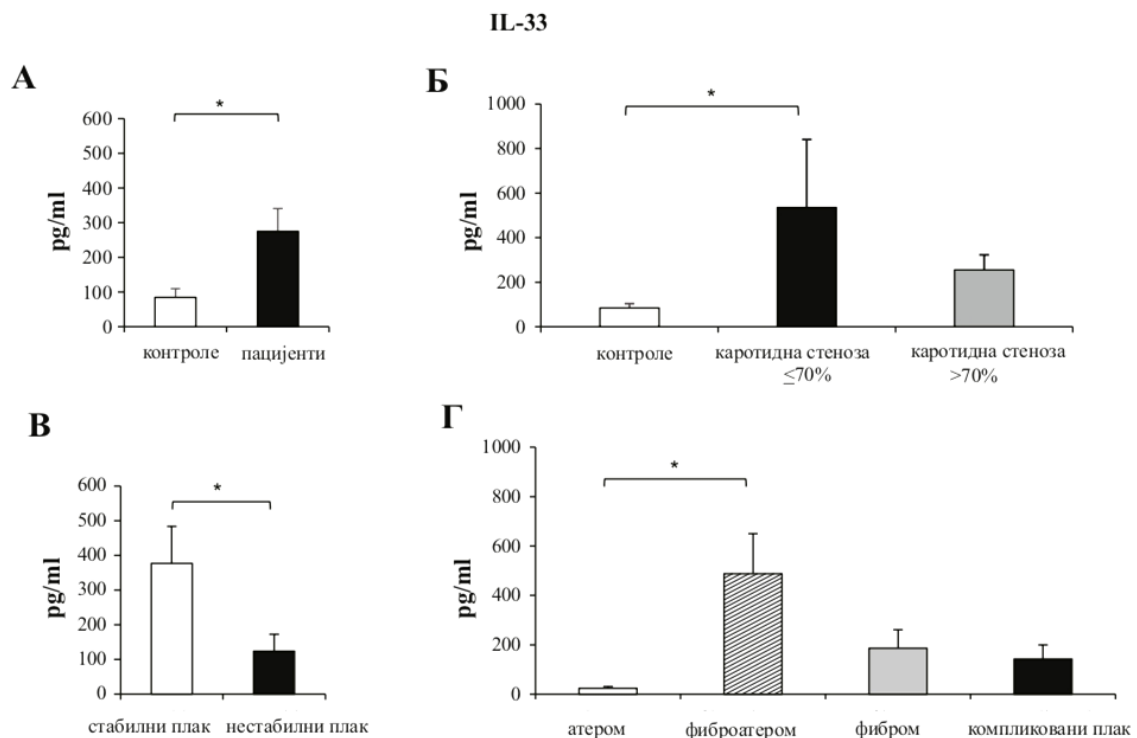 IL-33
А
*
600
500
400
300
200
100
0
pg/ml
контроле пацијенти
Б
*
1000
800
600
400
200
0
pg/ml
контроле каротидна стеноза каротидна стеноза
≤70% >70%
В
*
600
500
400
300
200
100
0
pg/ml
стабилни плак нестабилни плак
Г
*
1000
800
600
400
200
0
pg/ml
атером фиброатером фибром компликовани плак